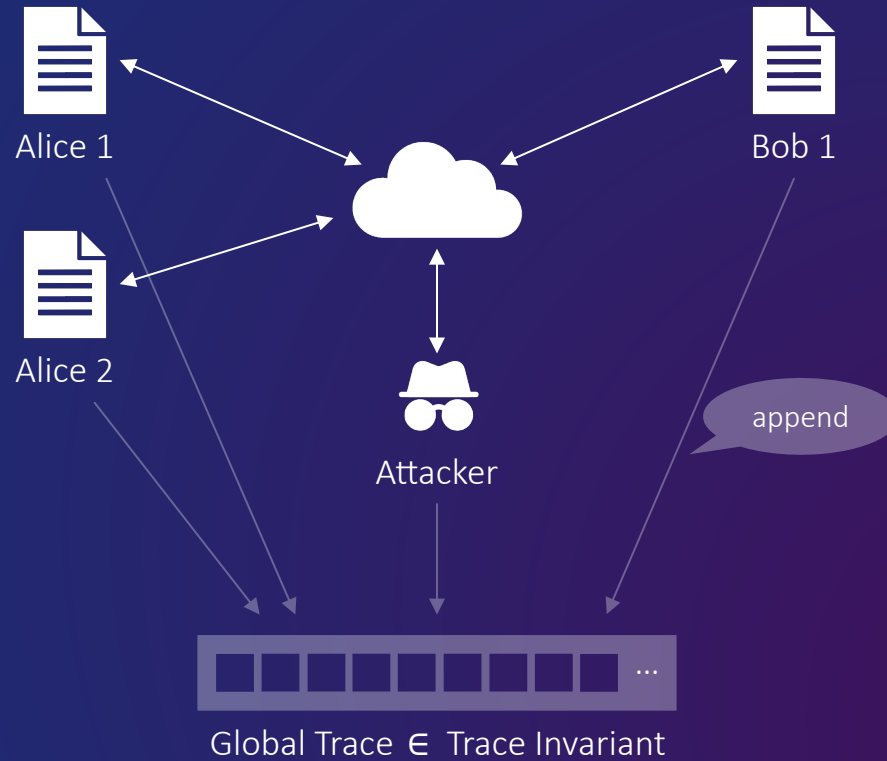 Alice 1
Bob 1
Alice 2
append
Attacker
...
Global Trace ∈ Trace Invariant